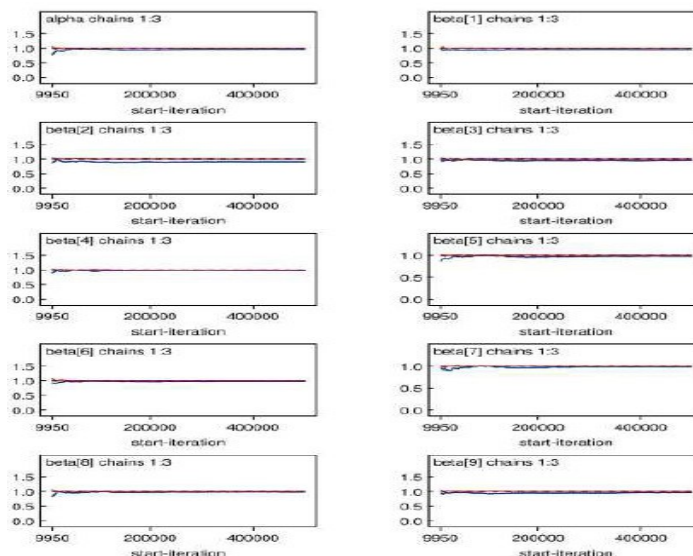 alpha chains 1:3
1.5
1.0
0.5
0.0
9950 200000 400000
start-iteration
beta[1] chains 1:3
1.5
1.0
0.5
0.0
9950 200000 400000
start-iteration
beta[2] chains 1:3
1.5
1.0
0.5
0.0
9950 200000 400000
start-iteration
beta[3] chains 1:3
1.5
1.0
0.5
0.0
9950 200000 400000
start-iteration
beta[4] chains 1:3
1.5
1.0
0.5
0.0
9950 200000 400000
start-iteration
beta[5] chains 1:3
1.0
0.5
0.0
9950 200000 400000
start-iteration
beta[6] chains 1:3
1.5
1.0
0.5
0.0
9950 200000 400000
start-iteration
beta[7] chains 1:3
1.0
0.5
0.0
9950 200000 400000
start-iteration
beta[8] chains 1:3
1.5
1.0
0.5
0.0
9950 200000 400000
start-iteration
beta[9] chains 1:3
1.5
1.0
0.5
0.0
9950 200000 400000
start-iteration